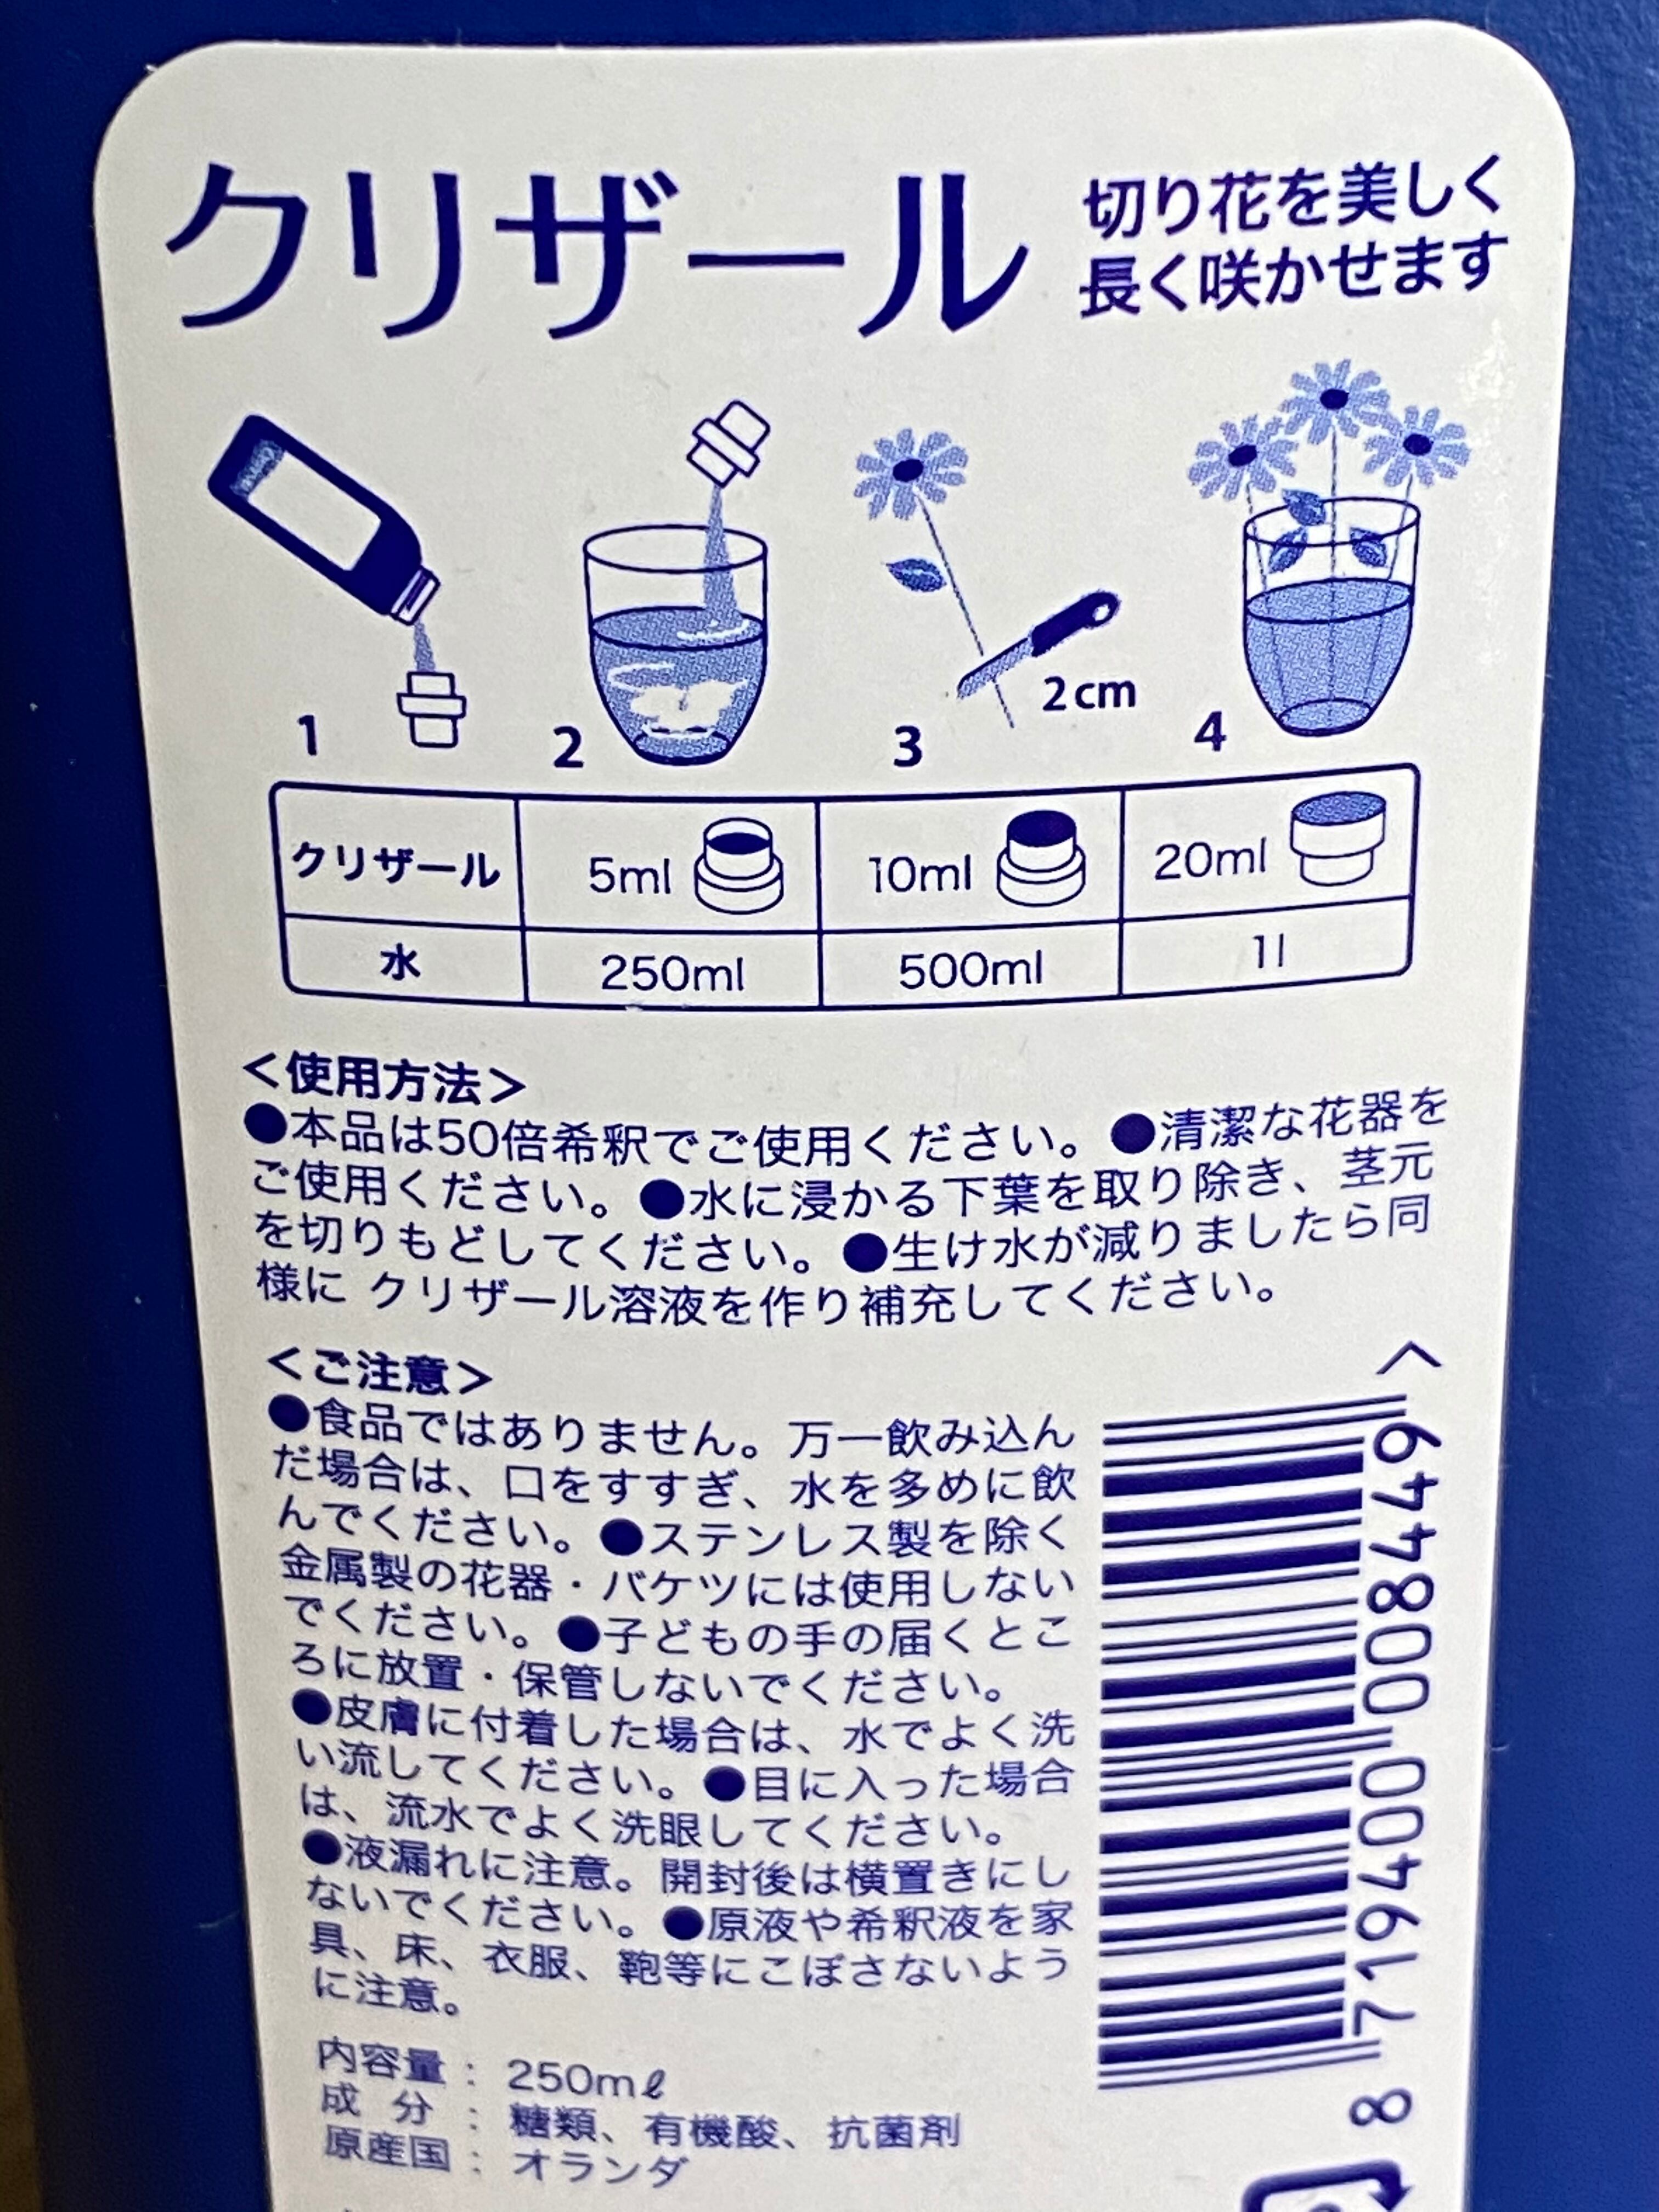 クリザール
切り花を美しく
長く咲かせます
1
2
3
2cm
4
クリザール 5ml 10ml 20ml
水 250ml 500ml 1l
＜使用方法＞
●本品は50倍希釈でご使用ください。●清潔な花器を
ご使用ください。●水に浸かる下葉を取り除き、茎元
を切りもどしてください。●生け水が減りましたら同
様に クリザール溶液を作り補充してください。
＜ご注意＞
●食品ではありません。万一飲み込ん
だ場合は、口をすすぎ、水を多めに飲
んでください。●ステンレス製を除く
金属製の花器・バケツには使用しない
でください。●子どもの手の届くとこ
ろに放置・保管しないでください。
●皮膚に付着した場合は、水でよく洗
い流してください。●目に入った場合
は、流水でよく洗眼してください。
●液漏れに注意。開封後は横置きにし
ないでください。●原液や希釈液を家
具、床、衣服、鞄等にこぼさないよう
に注意。
内容量：250mℓ
成 分：糖類、有機酸、抗菌剤
原産国：オランダ
8 719400 008449 >